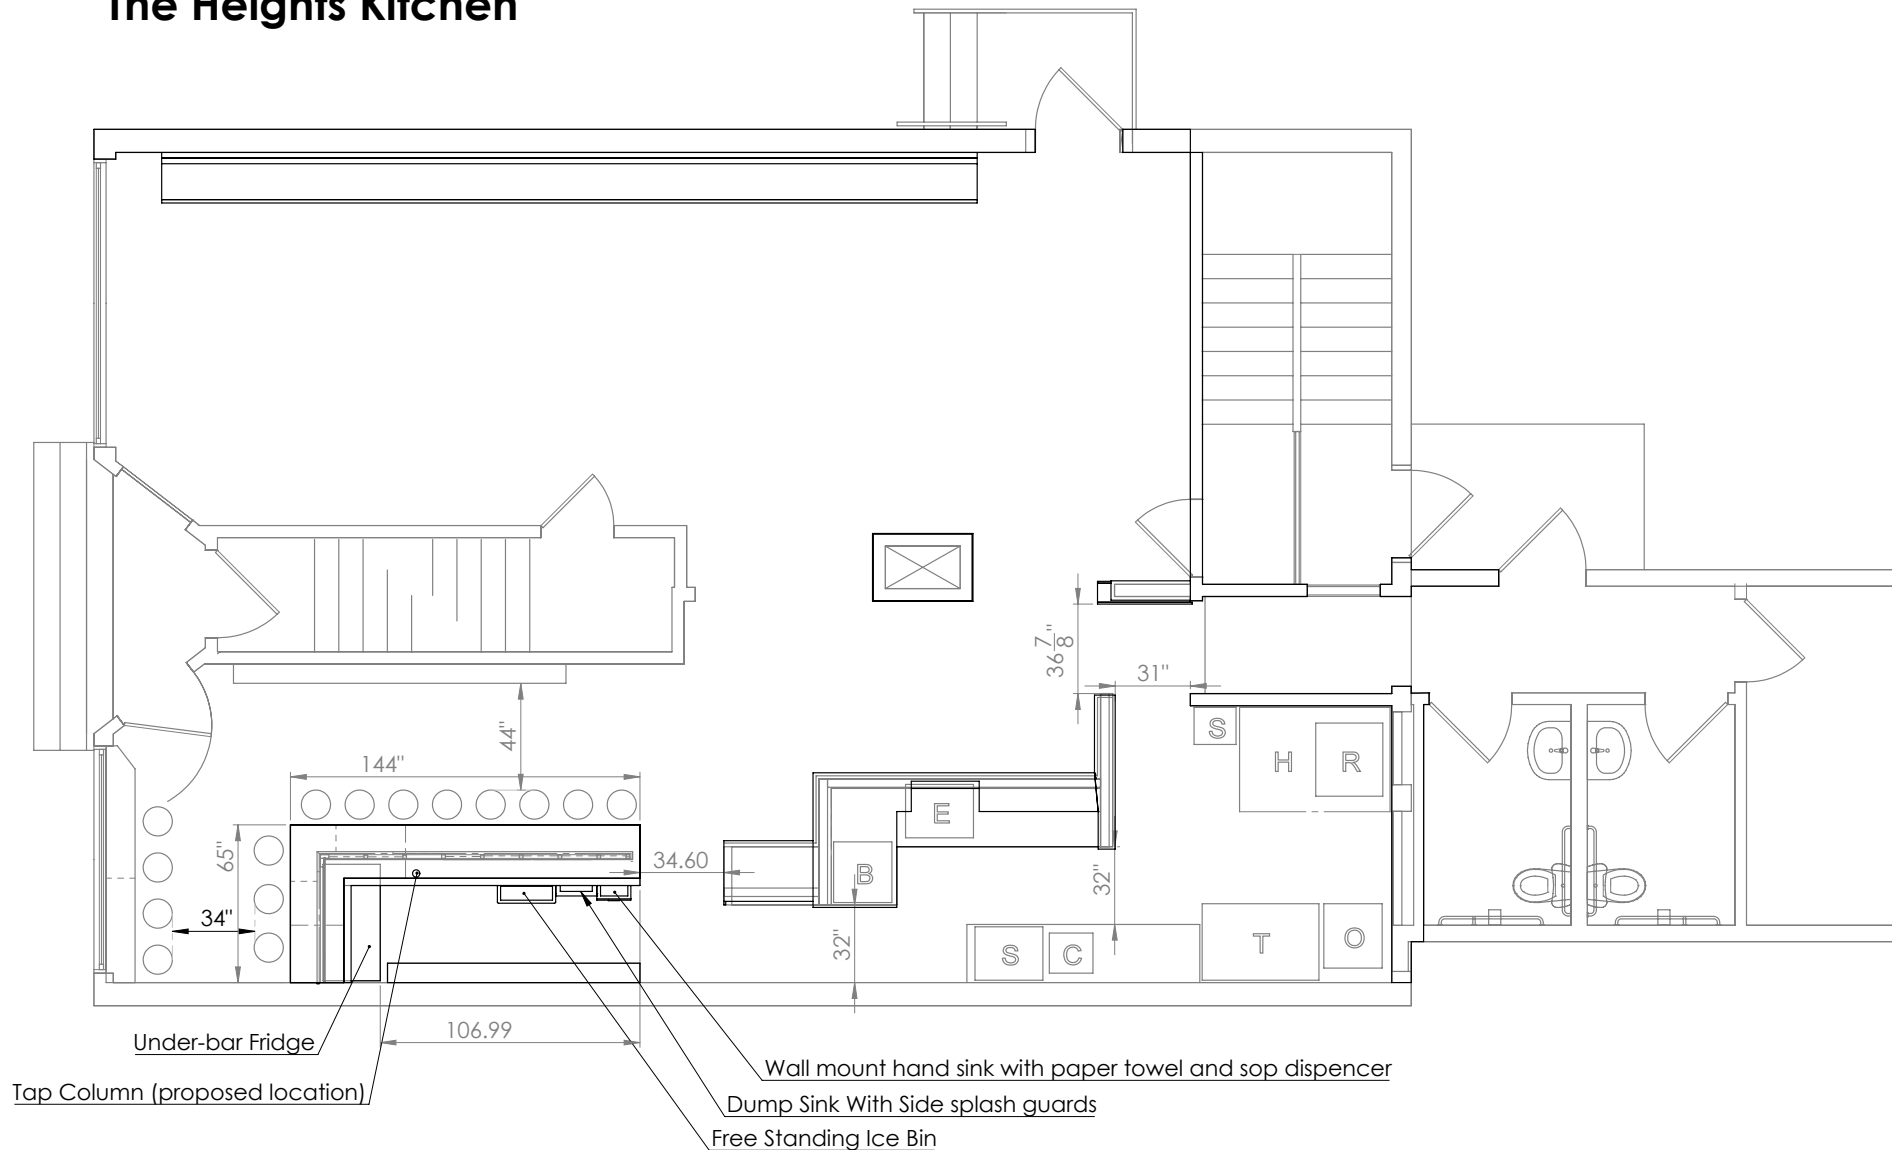 The Heights Kitchen
36 7/8"
31"
S
H
R
44"
144"
E
65"
34.60
B
32"
34"
32"
S
C
T
O
106.99
Under-bar Fridge
Wall mount hand sink with paper towel and sop dispencer
Tap Column (proposed location)
Dump Sink With Side splash guards
Free Standing Ice Bin